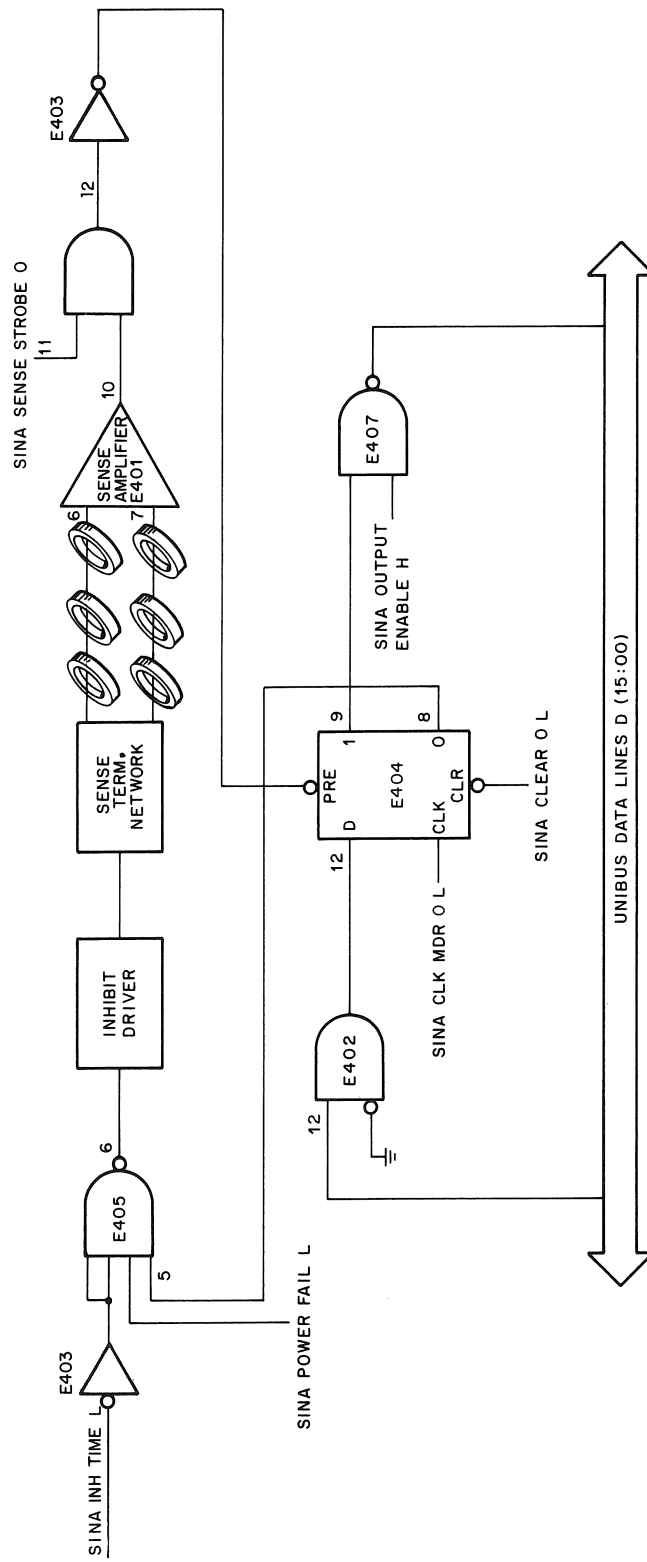 SINA INH TIME L
E403
E405
6
5
SINA POWER FAIL L
INHIBIT
DRIVER
SENSE
TERM.
NETWORK
6
7
SENSE
AMPLIFIER
E401
10
SINA SENSE STROBE 0
11
12
E403
12
E402
12
D
PRE
1
9
E404
CLK
CLR
0
8
SINA CLK MDR 0 L
SINA CLEAR 0 L
SINA OUTPUT
ENABLE H
E407
UNIBUS DATA LINES D (15:00)